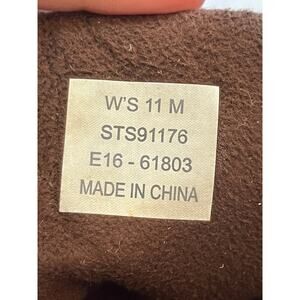 W'S 11 M
STS91176
E16 - 61803
MADE IN CHINA